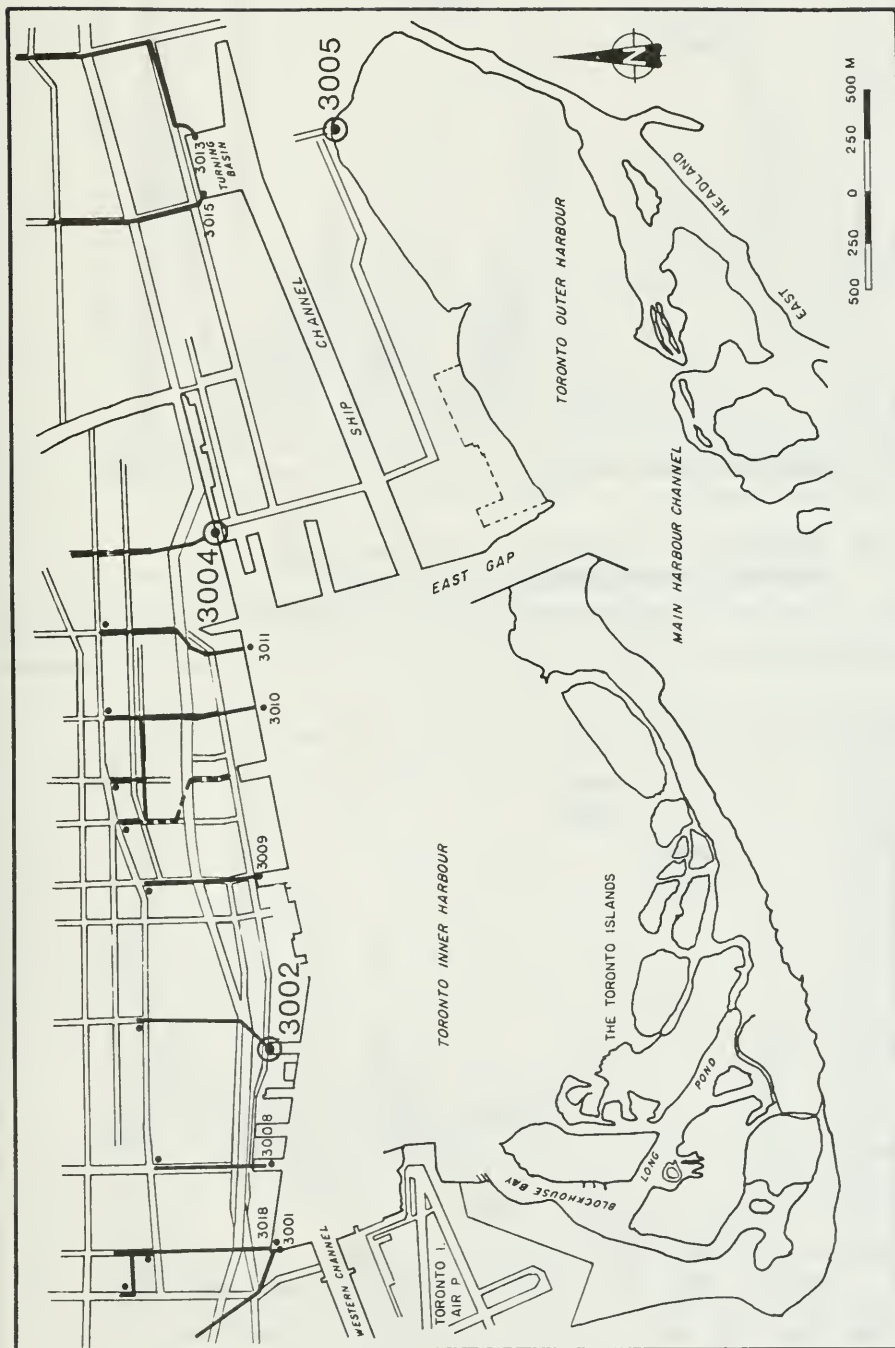 3005
3013
TURNING
BASIN
3015
N
500 250 0 250 500 M
SHIP CHANNEL
3004
3011
3010
3009
3002
3008
3018
3001
EAST GAP
TORONTO OUTER HARBOUR
EAST HEADLAND
MAIN HARBOUR CHANNEL
TORONTO INNER HARBOUR
THE TORONTO ISLANDS
WESTERN CHANNEL
TORONTO I.
AIR P.
BLOCKHOUSE BAY
LONG POND